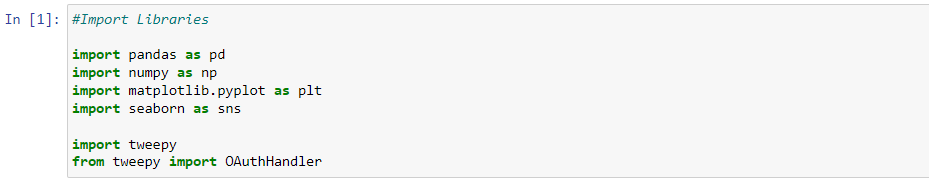 In [1]: #Import Libraries
import pandas as pd
import numpy as np
import matplotlib.pyplot as plt
import seaborn as sns
import tweepy
from tweepy import OAuthHandler